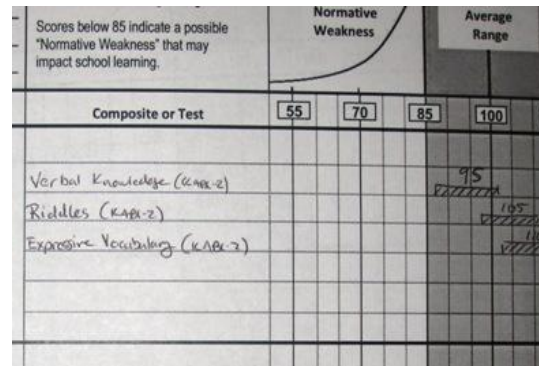 Scores below 85 indicate a possible
"Normative Weakness" that may
impact school learning.
Normative
Weakness
Average
Range
Composite or Test
55
70
85
100
Verbal Knowledge (KABC-2)
95
Riddles (KABC-2)
105
Expressive Vocabulary (KABC-2)